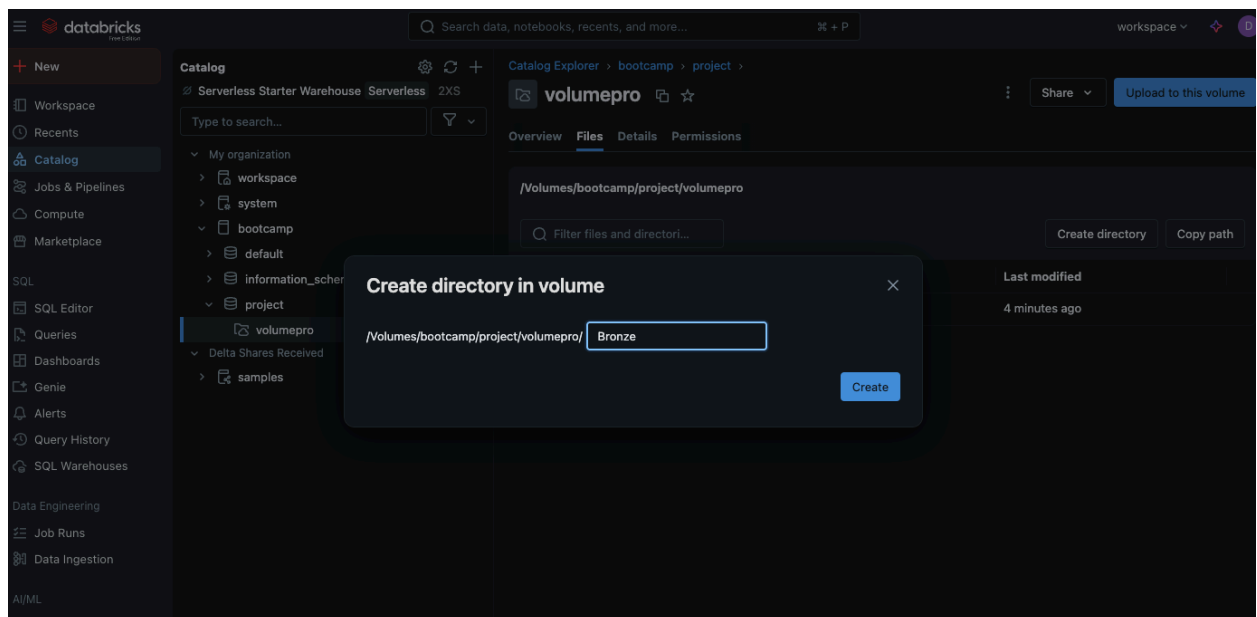 databricks
Free Edition
Search data, notebooks, recents, and more...
⌘ + P
workspace
D
New
Workspace
Recents
Catalog
Jobs & Pipelines
Compute
Marketplace
SQL
SQL Editor
Queries
Dashboards
Genie
Alerts
Query History
SQL Warehouses
Data Engineering
Job Runs
Data Ingestion
AI/ML
Catalog
Serverless Starter Warehouse Serverless 2XS
Type to search...
My organization
workspace
system
bootcamp
default
information_scher
project
volumepro
Delta Shares Received
samples
Catalog Explorer › bootcamp › project ›
volumepro
Share
Upload to this volume
Overview Files Details Permissions
/Volumes/bootcamp/project/volumepro
Filter files and directori...
Create directory
Copy path
Last modified
4 minutes ago
Create directory in volume
/Volumes/bootcamp/project/volumepro/ Bronze
Create